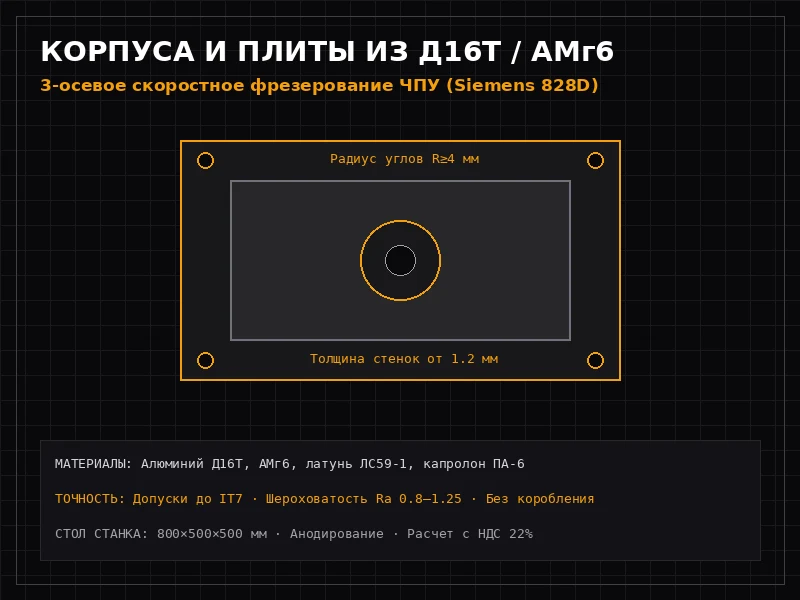 КОРПУСА И ПЛИТЫ ИЗ Д16Т / АМг6
3-осевое скоростное фрезерование ЧПУ (Siemens 828D)
Радиус углов R≥4 мм
Толщина стенок от 1.2 мм
МАТЕРИАЛЫ: Алюминий Д16Т, АМг6, латунь ЛС59-1, капролон ПА-6
ТОЧНОСТЬ: Допуски до IT7 · Шероховатость Ra 0.8–1.25 · Без коробления
СТОЛ СТАНКА: 800×500×500 мм · Анодирование · Расчет с НДС 22%